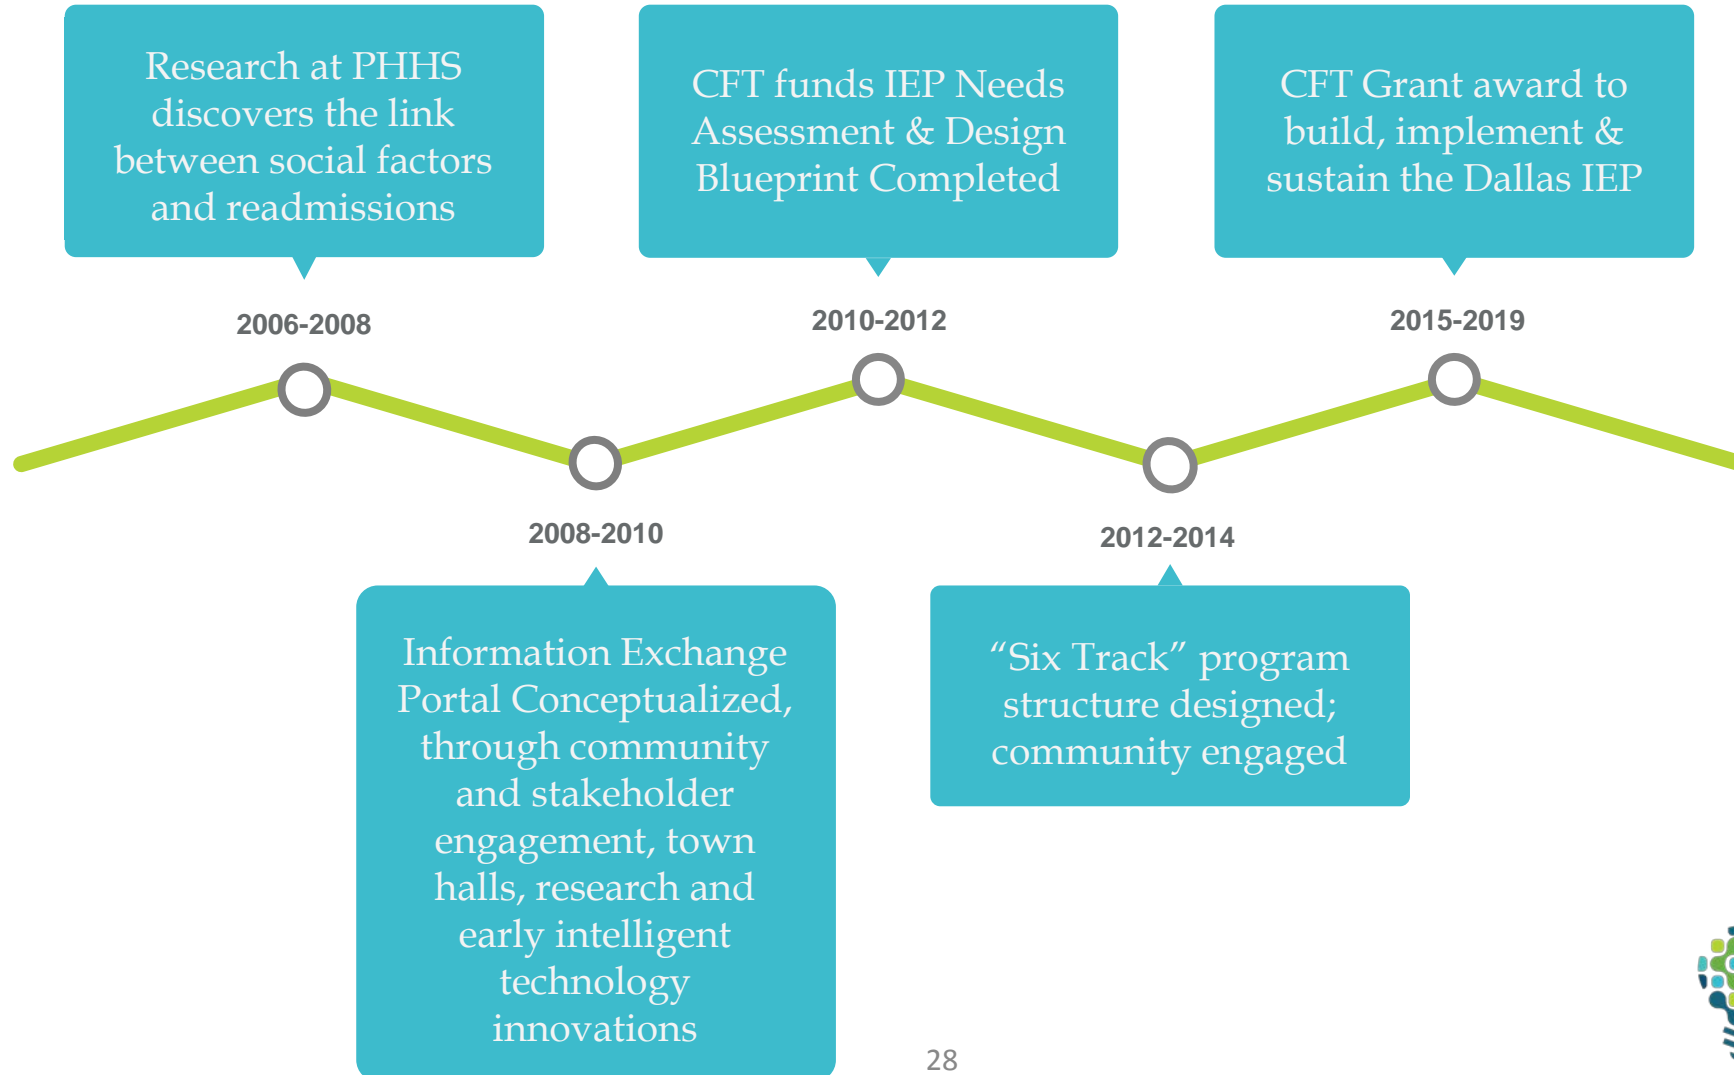 Research at PHHS
discovers the link
between social factors
and readmissions
CFT funds IEP Needs
Assessment & Design
Blueprint Completed
CFT Grant award to
build, implement &
sustain the Dallas IEP
2006-2008
2010-2012
2015-2019
2008-2010
2012-2014
Information Exchange
Portal Conceptualized,
through community
and stakeholder
engagement, town
halls, research and
early intelligent
technology
innovations
“Six Track” program
structure designed;
community engaged
28